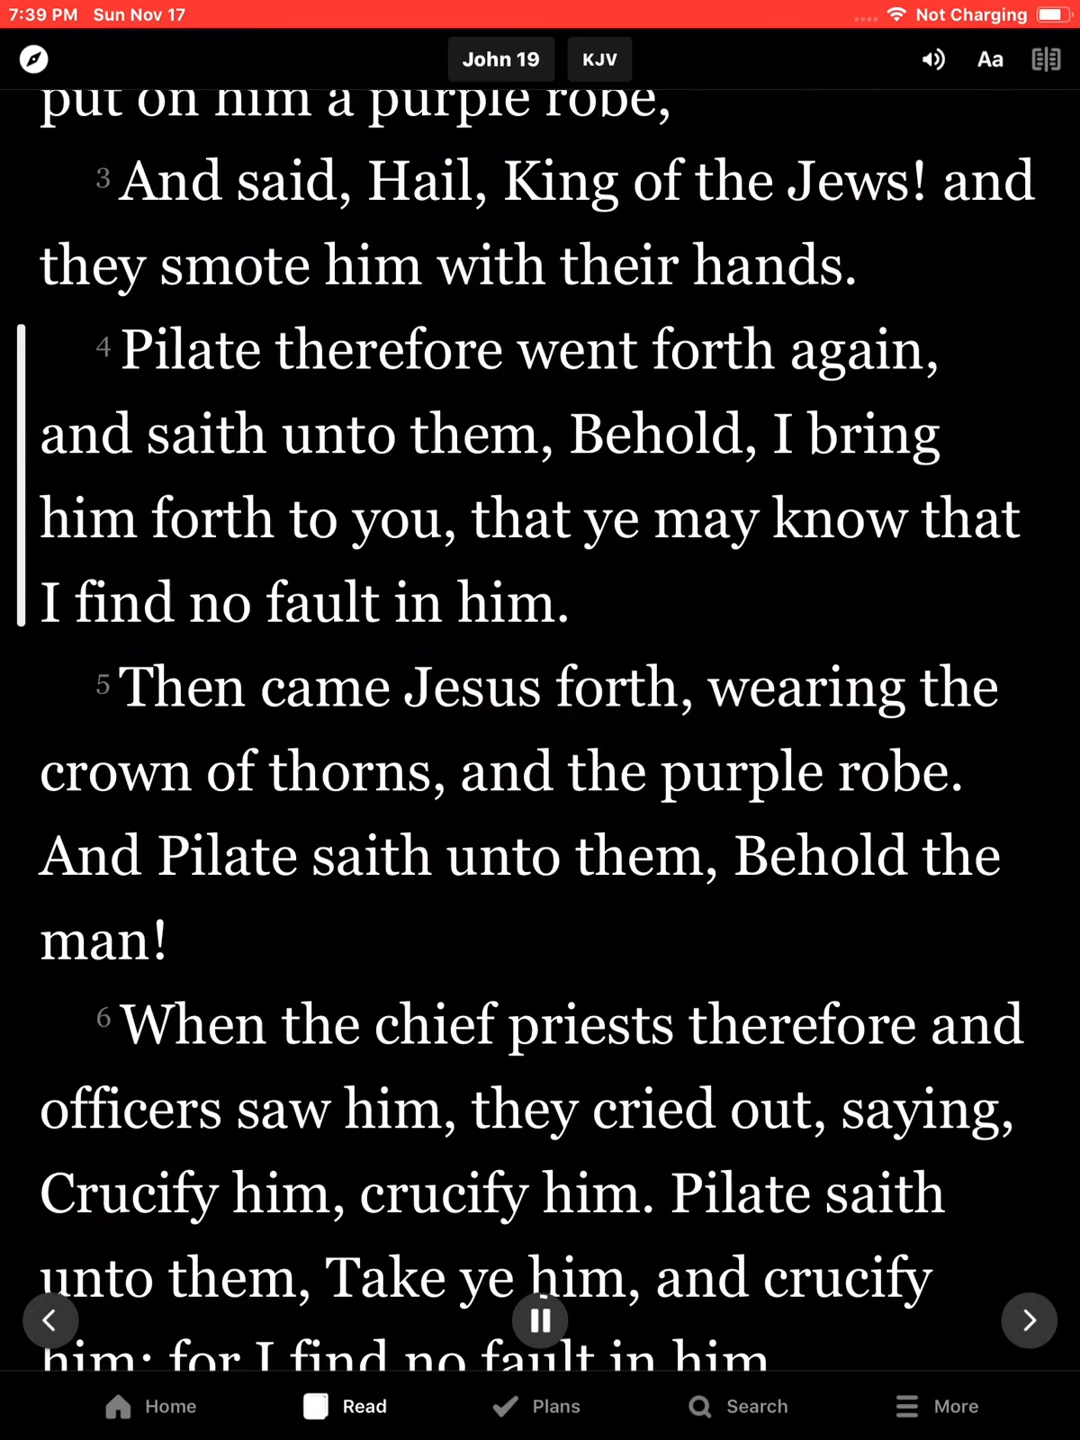 7:39 PM Sun Nov 17 Not Charging
John 19 KJV Aa
put on him a purple robe,
3 And said, Hail, King of the Jews! and
they smote him with their hands.
4 Pilate therefore went forth again,
and saith unto them, Behold, I bring
him forth to you, that ye may know that
I find no fault in him.
5 Then came Jesus forth, wearing the
crown of thorns, and the purple robe.
And Pilate saith unto them, Behold the
man!
6 When the chief priests therefore and
officers saw him, they cried out, saying,
Crucify him, crucify him. Pilate saith
unto them, Take ye him, and crucify
him: for I find no fault in him
Home Read Plans Search More